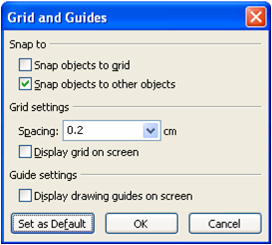 Grid and Guides
Snap to
Snap objects to grid
Snap objects to other objects
Grid settings
Spacing: 0.2 cm
Display grid on screen
Guide settings
Display drawing guides on screen
Set as Default OK Cancel